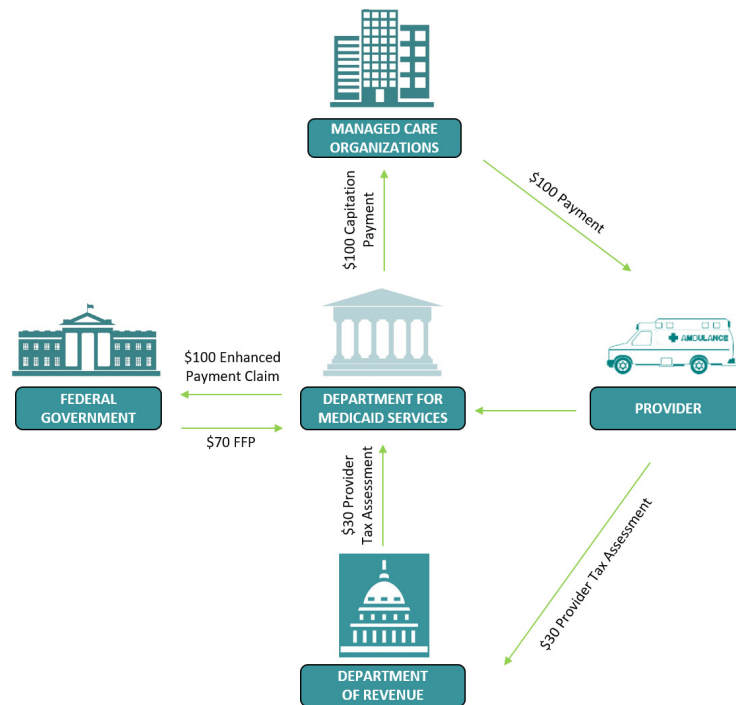 MANAGED CARE
ORGANIZATIONS
$100 Capitation
Payment
$100 Payment
AMBULANCE
$100 Enhanced
Payment Claim
FEDERAL
GOVERNMENT
DEPARTMENT FOR
MEDICAID SERVICES
PROVIDER
$70 FFP
$30 Provider
Tax Assessment
$30 Provider Tax Assessment
DEPARTMENT
OF REVENUE